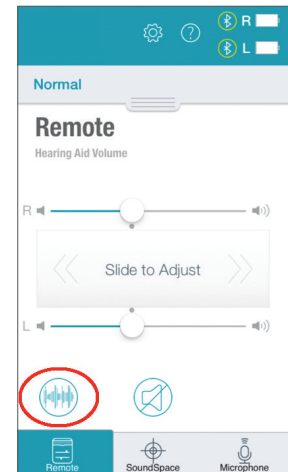 R
L
Normal
Remote
Hearing Aid Volume
R
Slide to Adjust
L
Remote SoundSpace Microphone